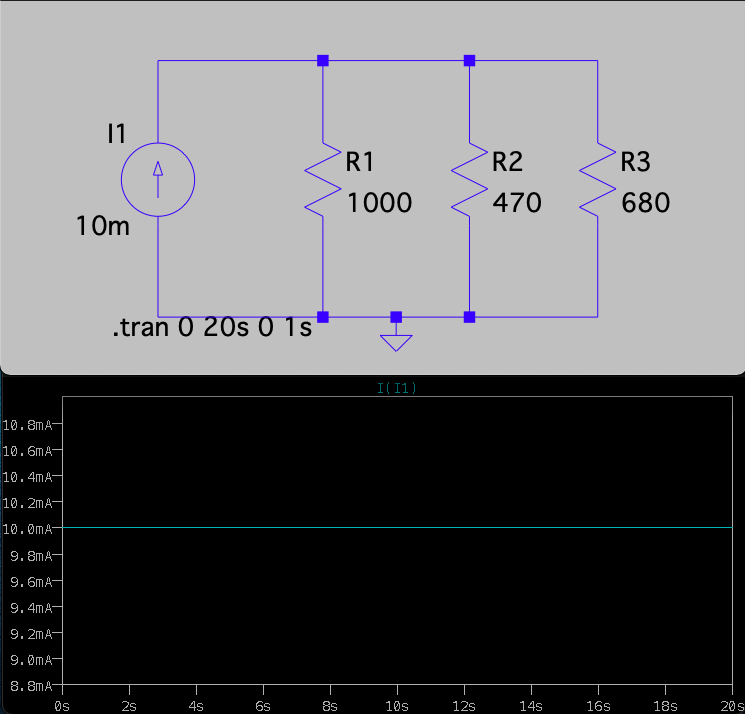 I1
10m
R1
1000
R2
470
R3
680
.tran 0 20s 0 1s
I(I1)
10.8mA
10.6mA
10.4mA
10.2mA
10.0mA
9.8mA
9.6mA
9.4mA
9.2mA
9.0mA
8.8mA
0s 2s 4s 6s 8s 10s 12s 14s 16s 18s 20s